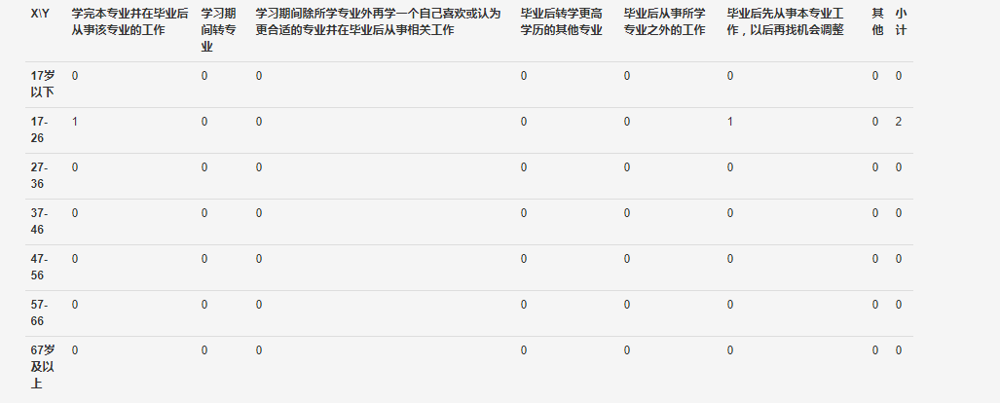 X\Y 学完本专业并在毕业后从事该专业的工作 学习期间转专业 学习期间除所学专业外再学一个自己喜欢或认为更合适的专业并在毕业后从事相关工作 毕业后转学更高学历的其他专业 毕业后从事所学专业之外的工作 毕业后先从事本专业工作，以后再找机会调整 其他 小计
17岁以下 0 0 0 0 0 0 0 0
17-26 1 0 0 0 0 1 0 2
27-36 0 0 0 0 0 0 0 0
37-46 0 0 0 0 0 0 0 0
47-56 0 0 0 0 0 0 0 0
57-66 0 0 0 0 0 0 0 0
67岁及以上 0 0 0 0 0 0 0 0